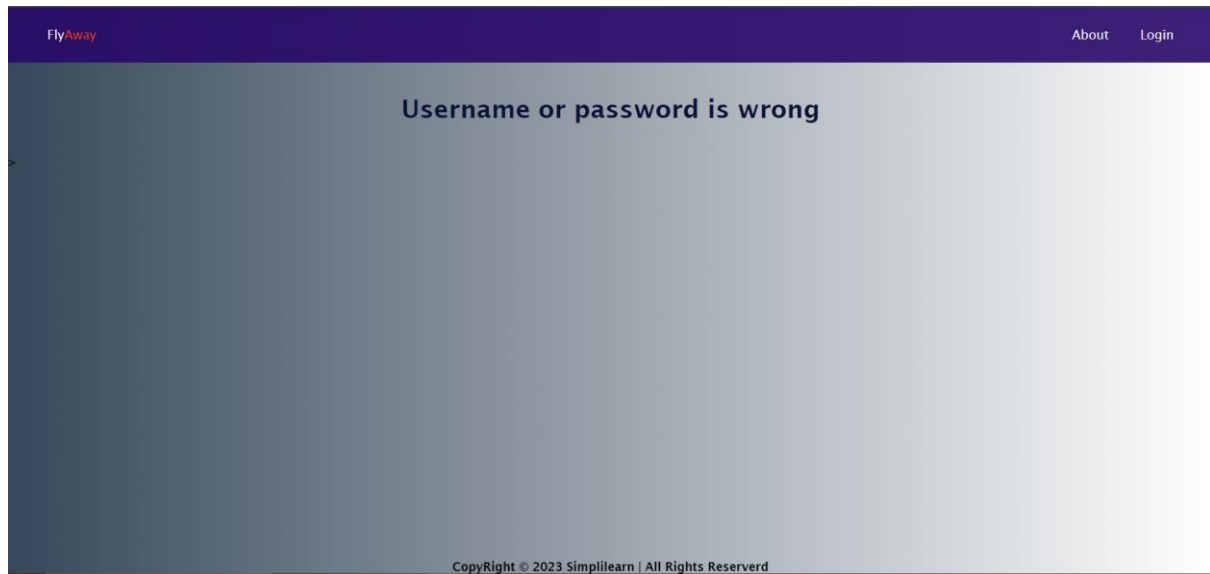 FlyAway About Login
Username or password is wrong
>
CopyRight © 2023 Simplilearn | All Rights Reserverd